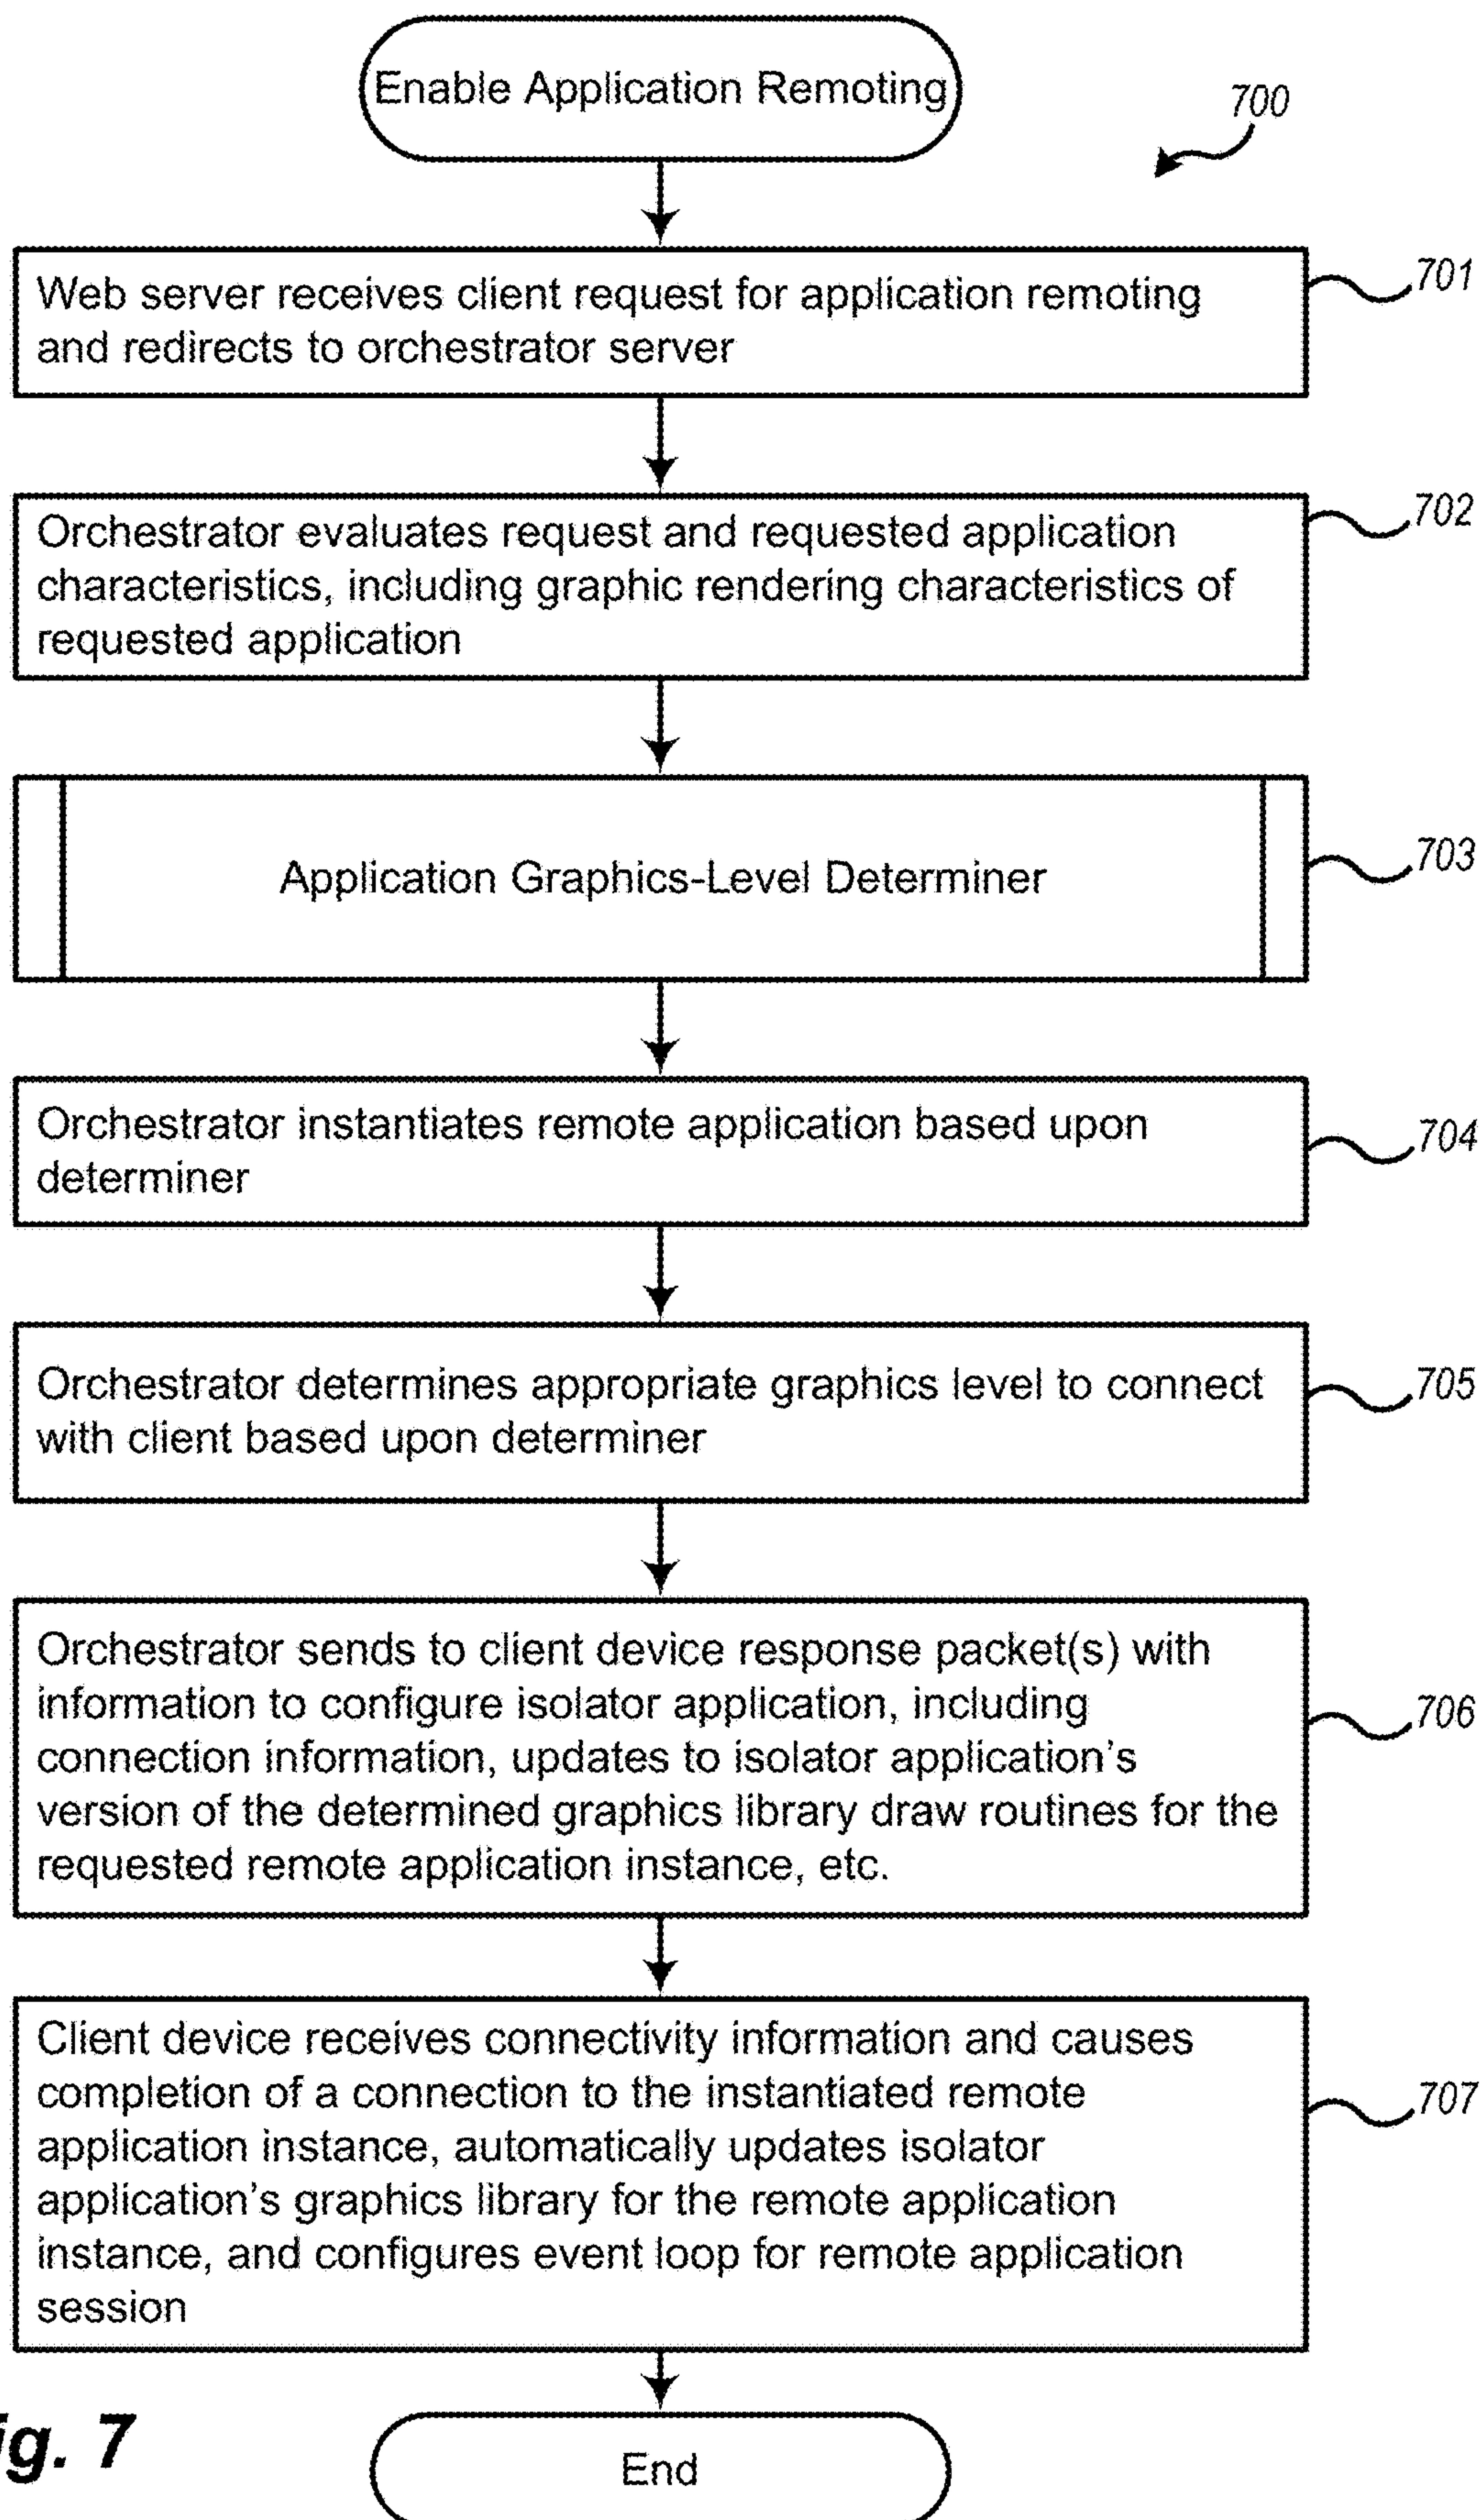 Enable Application Remoting
700
Web server receives client request for application remoting
and redirects to orchestrator server
701
Orchestrator evaluates request and requested application
characteristics, including graphic rendering characteristics of
requested application
702
Application Graphics-Level Determiner
703
Orchestrator instantiates remote application based upon
determiner
704
Orchestrator determines appropriate graphics level to connect
with client based upon determiner
705
Orchestrator sends to client device response packet(s) with
information to configure isolator application, including
connection information, updates to isolator application's
version of the determined graphics library draw routines for the
requested remote application instance, etc.
706
Client device receives connectivity information and causes
completion of a connection to the instantiated remote
application instance, automatically updates isolator
application's graphics library for the remote application
instance, and configures event loop for remote application
session
707
ig. 7
End